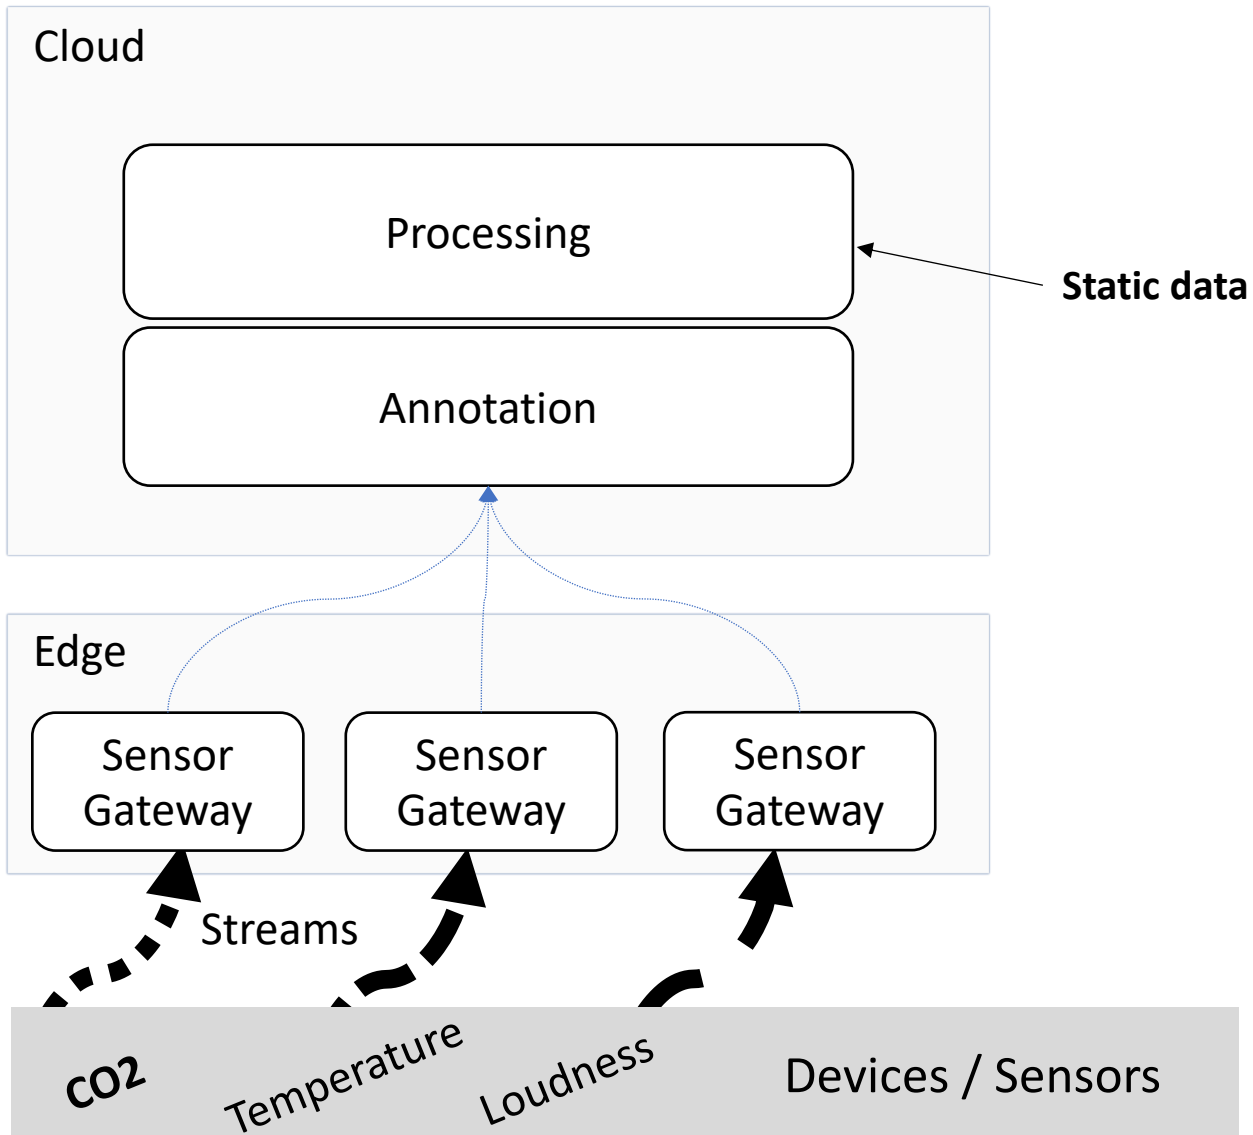 Cloud
Processing
Static data
Annotation
Edge
Sensor
Gateway
Sensor
Gateway
Sensor
Gateway
Streams
CO2
Temperature
Loudness
Devices / Sensors